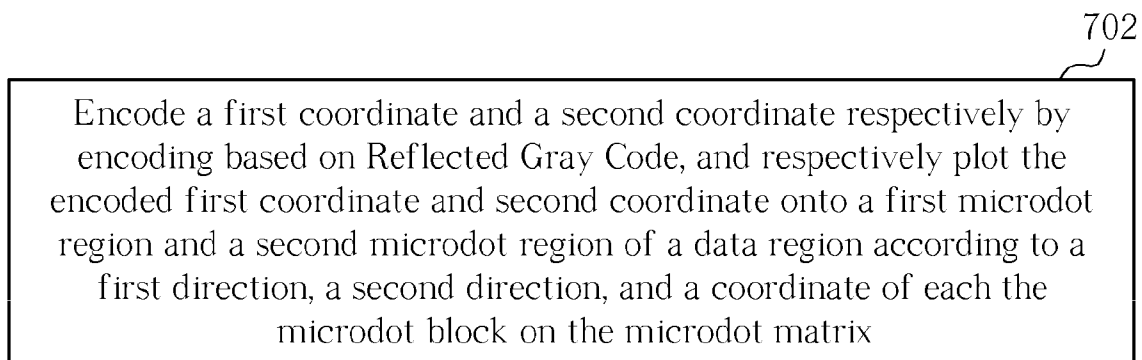 702
Encode a first coordinate and a second coordinate respectively by
encoding based on Reflected Gray Code, and respectively plot the
encoded first coordinate and second coordinate onto a first microdot
region and a second microdot region of a data region according to a
first direction, a second direction, and a coordinate of each the
microdot block on the microdot matrix